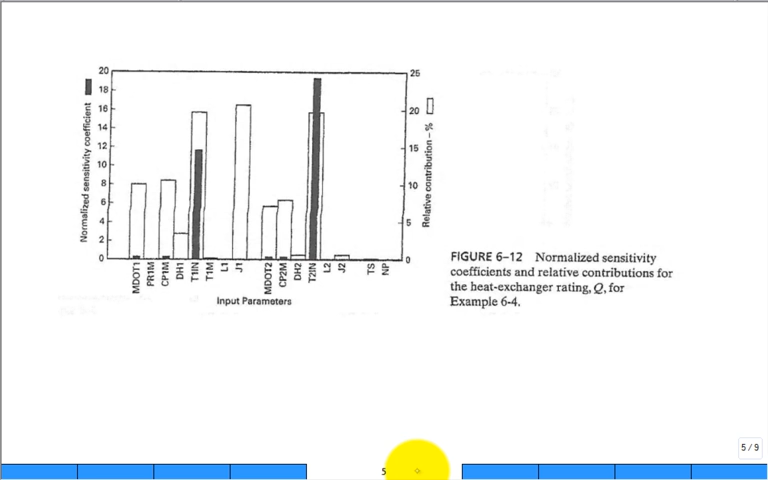 20
18
16
14
12
10
8
6
4
2
0
Normalized sensitivity coefficient
25
20
15
10
5
0
Relative contribution – %
MDOT1
PR1M
CP1M
DH1
T1IN
T1M
L1
J1
MDOT2
CP2M
DH2
T2IN
L2
J2
TS
NP
Input Parameters
FIGURE 6–12 Normalized sensitivity
coefficients and relative contributions for
the heat-exchanger rating, Q, for
Example 6-4.
5 / 9
5